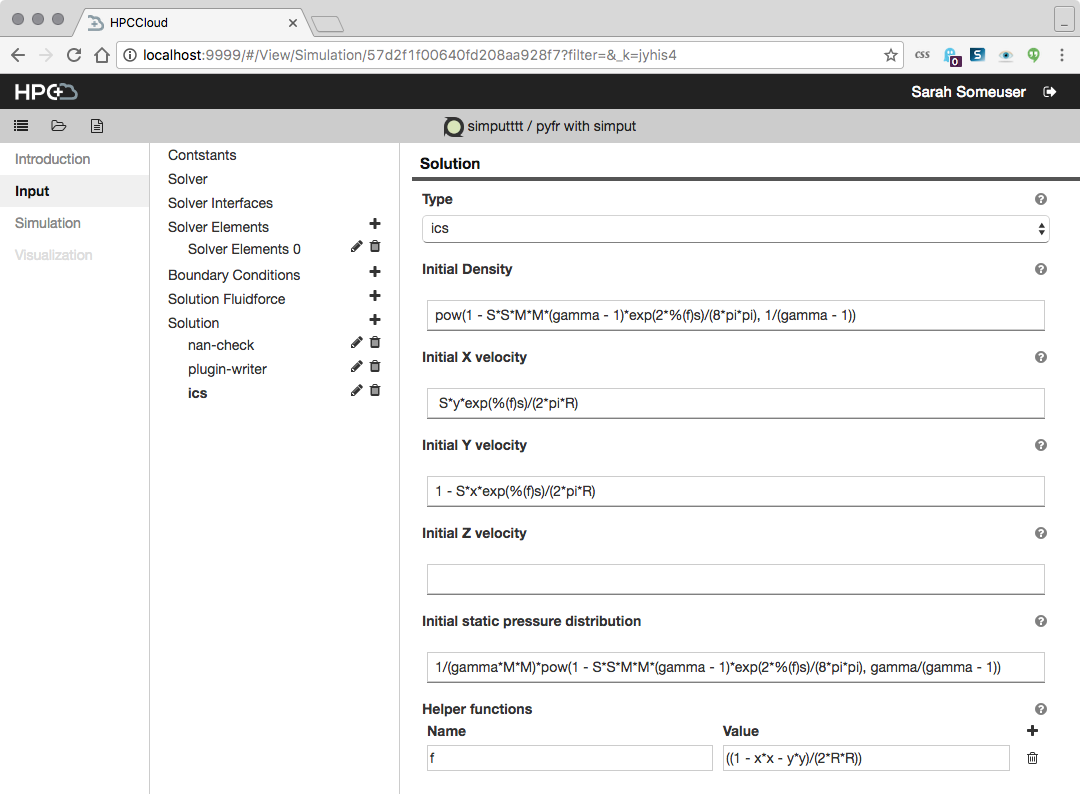 HPCCloud
localhost:9999/#/View/Simulation/57d2f1f00640fd208aa928f7?filter=&_k=jyhis4
css
0
S
HPC
Sarah Someuser
simputttt / pyfr with simput
Introduction
Input
Simulation
Visualization
Contstants
Solver
Solver Interfaces
Solver Elements
Solver Elements 0
Boundary Conditions
Solution Fluidforce
Solution
nan-check
plugin-writer
ics
Solution
Type
ics
Initial Density
pow(1 - S*S*M*M*(gamma - 1)*exp(2*%(f)s)/(8*pi*pi), 1/(gamma - 1))
Initial X velocity
S*y*exp(%(f)s)/(2*pi*R)
Initial Y velocity
1 - S*x*exp(%(f)s)/(2*pi*R)
Initial Z velocity
Initial static pressure distribution
1/(gamma*M*M)*pow(1 - S*S*M*M*(gamma - 1)*exp(2*%(f)s)/(8*pi*pi), gamma/(gamma - 1))
Helper functions
Name Value
f ((1 - x*x - y*y)/(2*R*R))